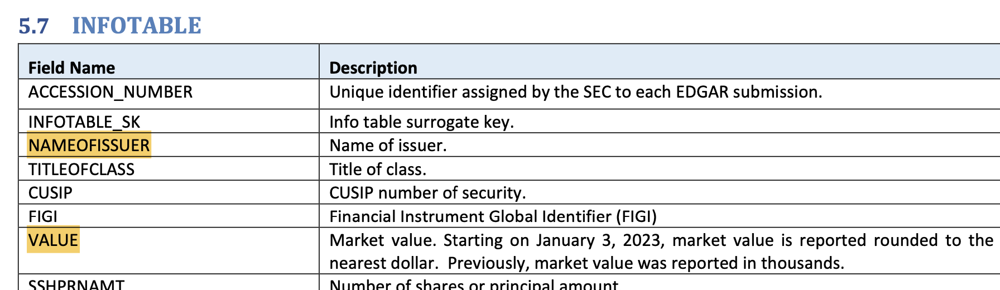 5.7 INFOTABLE
Field Name Description
ACCESSION_NUMBER Unique identifier assigned by the SEC to each EDGAR submission.
INFOTABLE_SK Info table surrogate key.
NAMEOFISSUER Name of issuer.
TITLEOFCLASS Title of class.
CUSIP CUSIP number of security.
FIGI Financial Instrument Global Identifier (FIGI)
VALUE Market value. Starting on January 3, 2023, market value is reported rounded to the
nearest dollar. Previously, market value was reported in thousands.
SSHPRNAMT Number of shares or principal amount